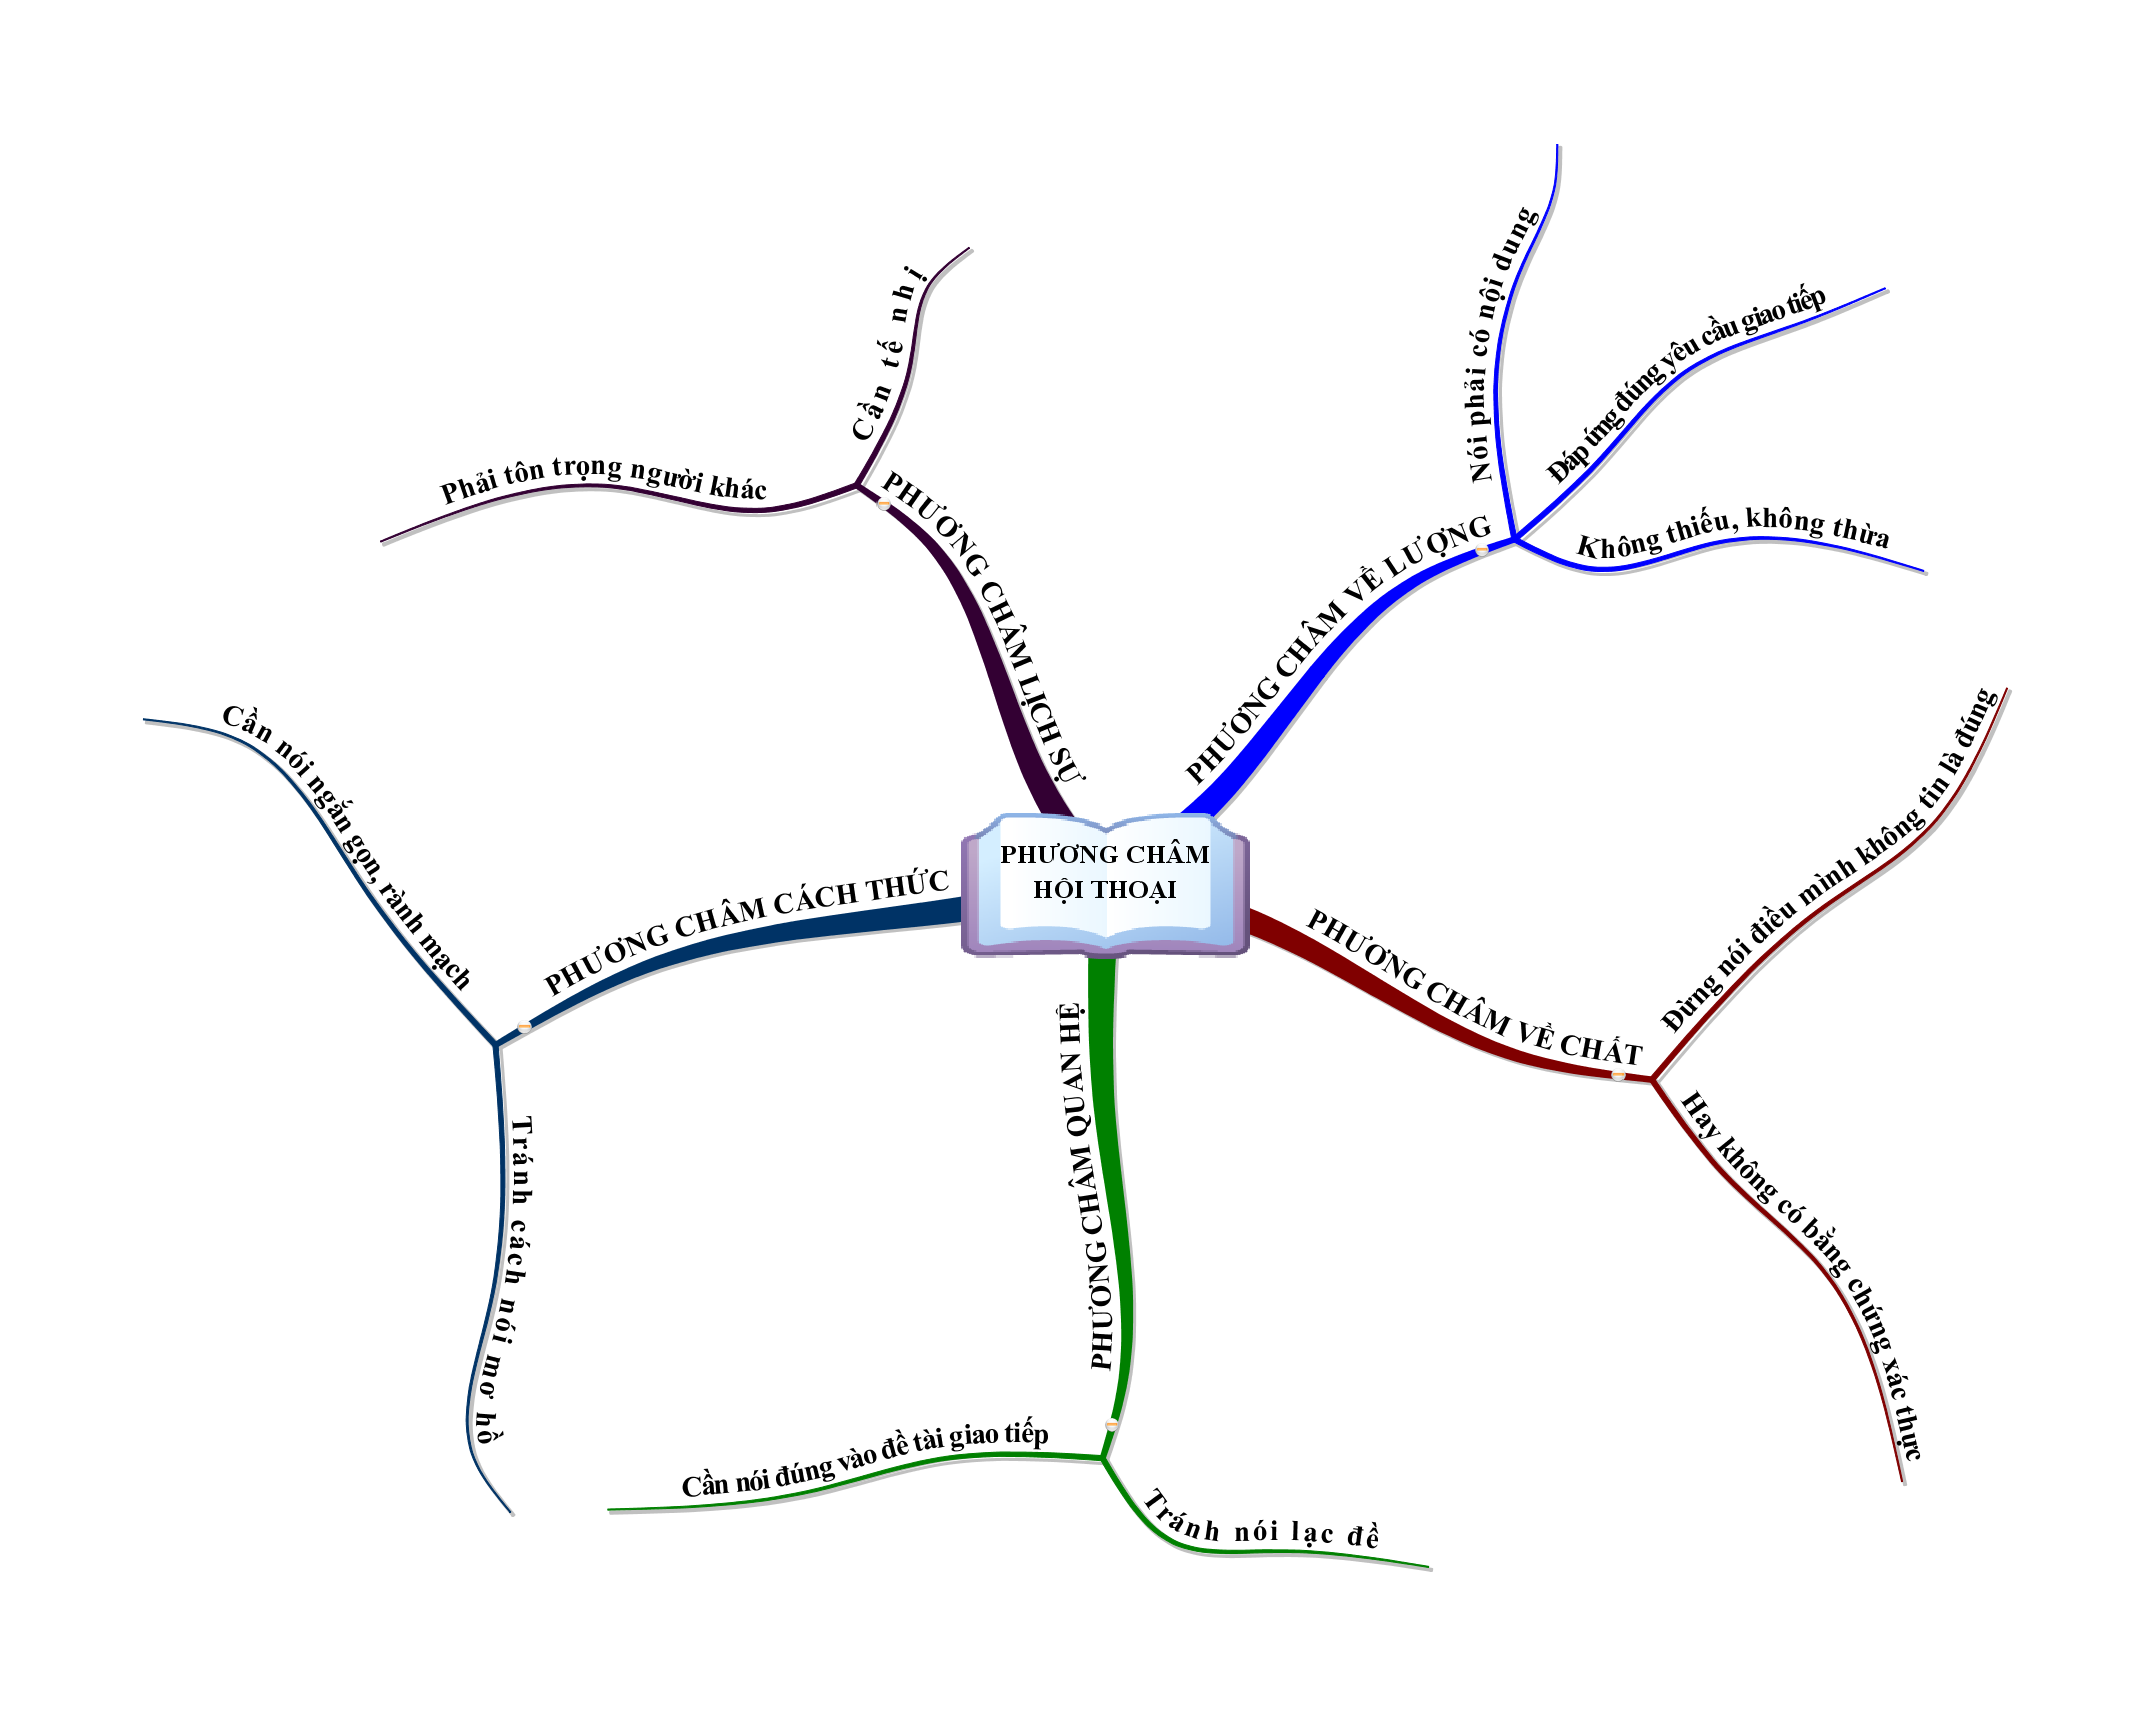 PHƯƠNG CHÂM
HỘI THOẠI
PHƯƠNG CHÂM VỀ LƯỢNG
Nói phải có nội dung
Đáp ứng đúng yêu cầu giao tiếp
Không thiếu, không thừa
PHƯƠNG CHÂM VỀ CHẤT
Đừng nói điều mình không tin là đúng
Hay không có bằng chứng xác thực
PHƯƠNG CHÂM QUAN HỆ
Cần nói đúng vào đề tài giao tiếp
Tránh nói lạc đề
PHƯƠNG CHÂM CÁCH THỨC
Cần nói ngắn gọn, rành mạch
Tránh cách nói mơ hồ
PHƯƠNG CHÂM LỊCH SỰ
Cần tế nhị
Phải tôn trọng người khác